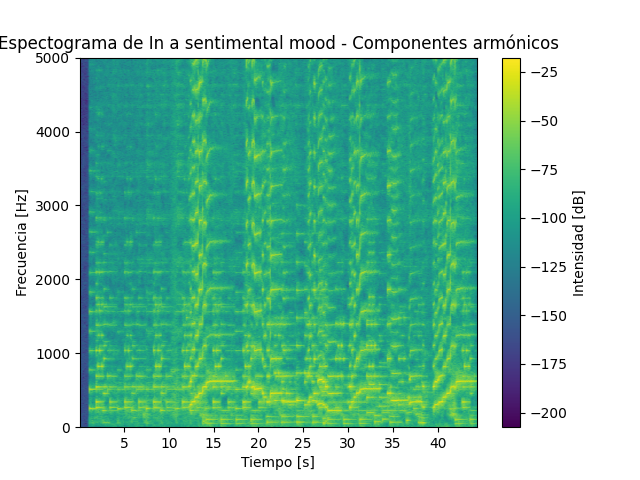 Espectograma de In a sentimental mood - Componentes armónicos
5000
4000
3000
2000
1000
0
Frecuencia [Hz]
5 10 15 20 25 30 35 40
Tiempo [s]
−25
−50
−75
−100
−125
−150
−175
−200
Intensidad [dB]